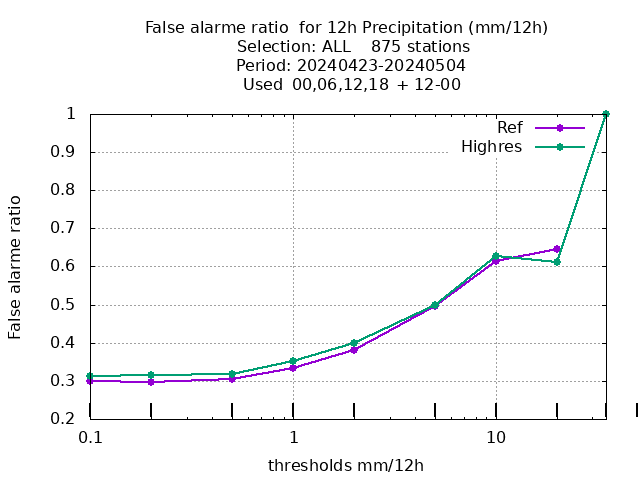 False alarme ratio  for 12h Precipitation (mm/12h)
Selection: ALL    875 stations
Period: 20240423-20240504
Used  00,06,12,18 + 12-00
Ref
Highres
False alarme ratio
1
0.9
0.8
0.7
0.6
0.5
0.4
0.3
0.2
0.1
1
10
thresholds mm/12h